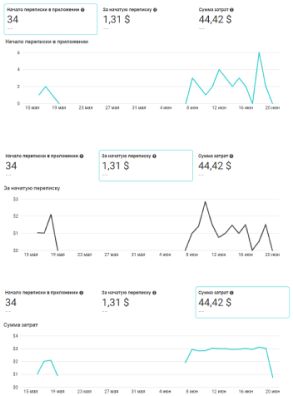 Начало переписки в приложении За начатую переписку Сумма затрат
34 1,31 $ 44,42 $
Начало переписки в приложении
6
4
2
0
15 мая 19 мая 23 мая 27 мая 31 мая 4 июн 8 июн 12 июн 16 июн 20 июн
Начало переписки в приложении За начатую переписку Сумма затрат
34 1,31 $ 44,42 $
За начатую переписку
$3
$2
$1
$0
15 мая 19 мая 23 мая 27 мая 31 мая 4 июн 8 июн 12 июн 16 июн 20 июн
Начало переписки в приложении За начатую переписку Сумма затрат
34 1,31 $ 44,42 $
Сумма затрат
$4
$3
$2
$1
$0
15 мая 19 мая 23 мая 27 мая 31 мая 4 июн 8 июн 12 июн 16 июн 20 июн